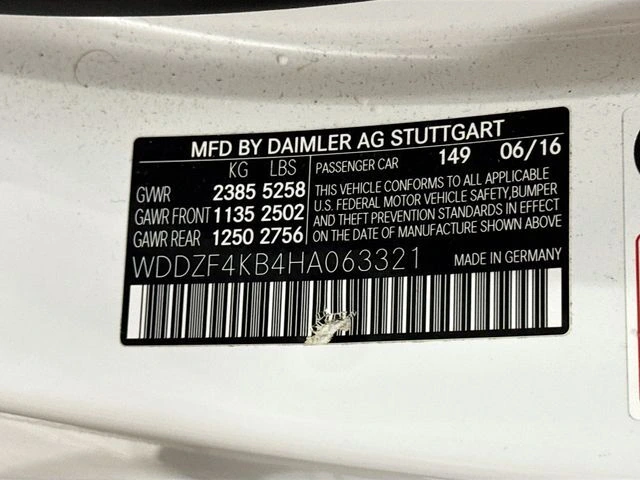 MFD BY DAIMLER AG STUTTGART
KG LBS
GVWR 2385 5258
GAWR FRONT 1135 2502
GAWR REAR 1250 2756
PASSENGER CAR 149 06/16
THIS VEHICLE CONFORMS TO ALL APPLICABLE
U.S. FEDERAL MOTOR VEHICLE SAFETY, BUMPER
AND THEFT PREVENTION STANDARDS IN EFFECT
ON THE DATE OF MANUFACTURE SHOWN ABOVE
WDDZF4KB4HA063321
MADE IN GERMANY